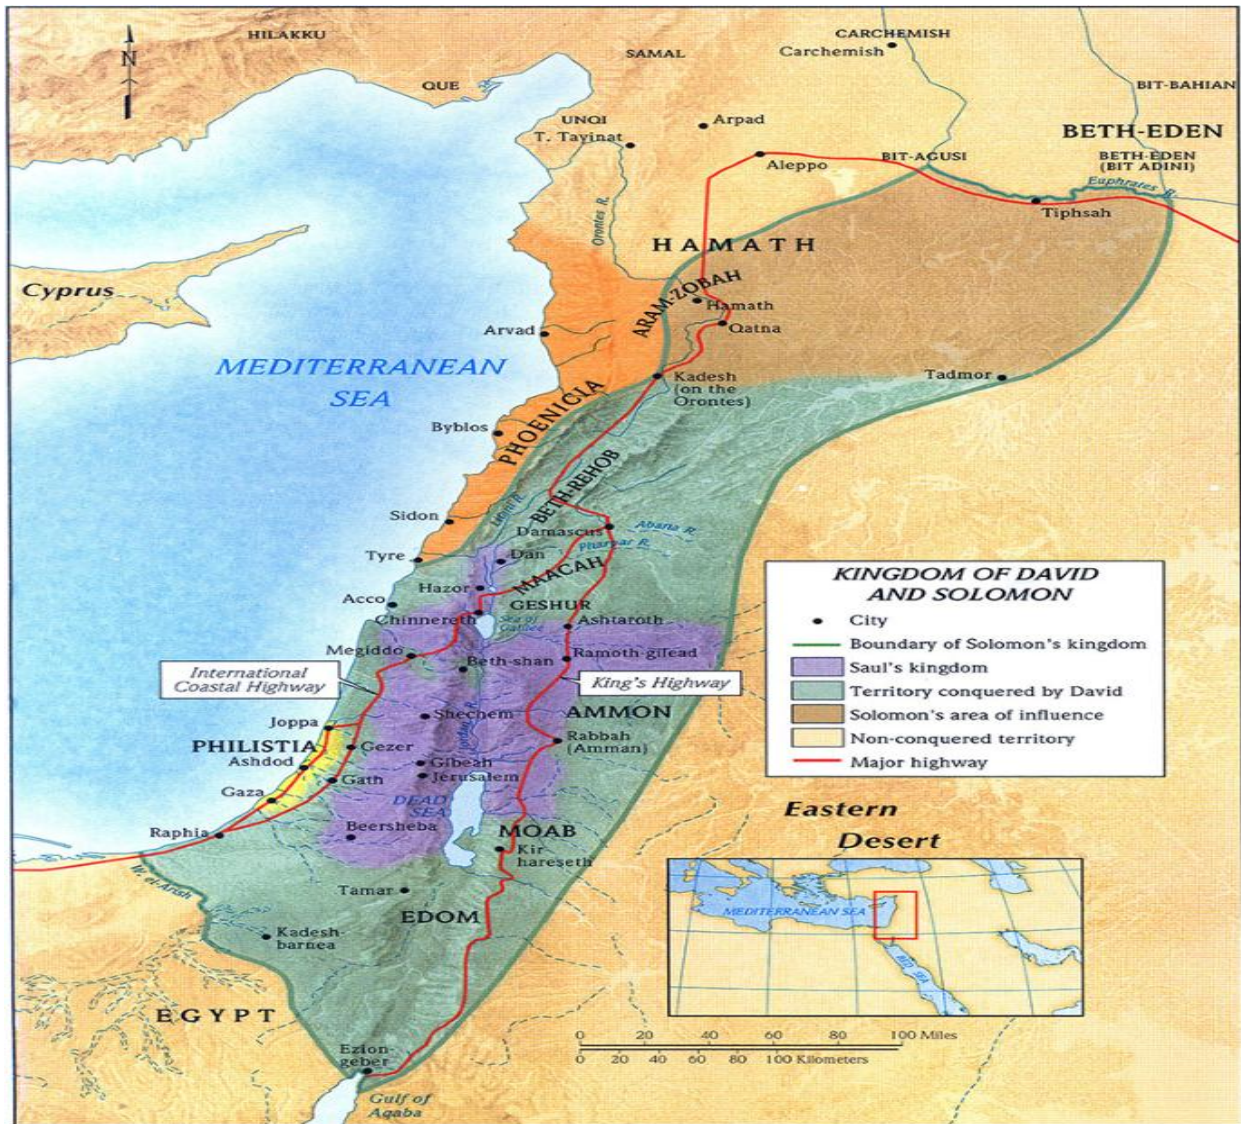 HILAKKU
N
QUE
SAMAL
CARCHEMISH
Carchemish
BIT-BAHIAN
UNQI
T. Tayinat
Arpad
BETH-EDEN
BETH-EDEN
(BIT ADINI)
BIT-AGUSI
Aleppo
Euphrates R.
Tiphsah
Orontes R.
HAMATH
Cyprus
ARAM-ZOBAH
Hamath
Qatna
Arvad
MEDITERRANEAN
SEA
Kadesh
(on the
Orontes)
Tadmor
PHOENICIA
Byblos
BETH-REHOB
Litani R.
Sidon
Damascus
Abana R.
Pharpar R.
Tyre
Dan
MAACAH
Hazor
Acco
GESHUR
Chinnereth
Sea of
Galilee
Ashtaroth
Megiddo
Beth-shan
Ramoth-gilead
International
Coastal Highway
King's Highway
Joppa
Shechem
Jordan R.
AMMON
PHILISTIA
Ashdod
Gezer
Rabbah
(Amman)
Gibeah
Jerusalem
Gath
Gaza
DEAD
SEA
Raphia
Beersheba
MOAB
Kir
hareseth
W. el-Arish
Tamar
EDOM
Kadesh-
barnea
EGYPT
Ezion-
geber
Gulf of
Aqaba
KINGDOM OF DAVID
AND SOLOMON
City
Boundary of Solomon's kingdom
Saul's kingdom
Territory conquered by David
Solomon's area of influence
Non-conquered territory
Major highway
Eastern
Desert
MEDITERRANEAN SEA
RED SEA
0 20 40 60 80 100 Miles
0 20 40 60 80 100 Kilometers